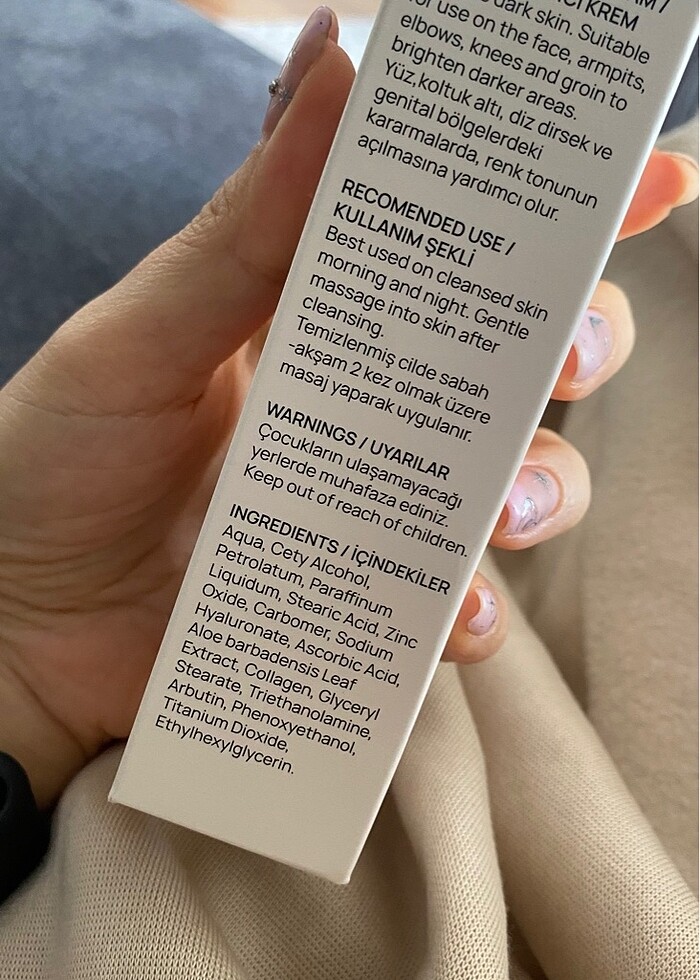 CI KREM
dark skin. Suitable
for use on the face, armpits,
elbows, knees and groin to
brighten darker areas.
Yüz,koltuk altı, diz dirsek ve
genital bölgelerdeki
kararmalarda, renk tonunun
açılmasına yardımcı olur.
RECOMENDED USE /
KULLANIM ŞEKLİ
Best used on cleansed skin
morning and night. Gentle
massage into skin after
cleansing.
Temizlenmiş cilde sabah
-akşam 2 kez olmak üzere
masaj yaparak uygulanır.
WARNINGS / UYARILAR
Çocukların ulaşamayacağı
yerlerde muhafaza ediniz.
Keep out of reach of children.
INGREDIENTS / İÇİNDEKİLER
Aqua, Cety Alcohol,
Petrolatum, Paraffinum
Liquidum, Stearic Acid, Zinc
Oxide, Carbomer, Sodium
Hyaluronate, Ascorbic Acid,
Aloe barbadensis Leaf
Extract, Collagen, Glyceryl
Stearate, Triethanolamine,
Arbutin, Phenoxyethanol,
Titanium Dioxide,
Ethylhexylglycerin.